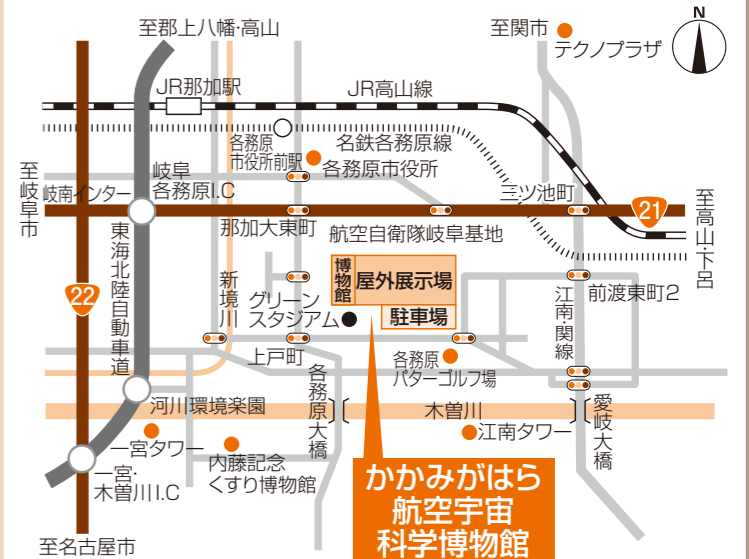 至郡上八幡・高山
至関市
テクノプラザ
N
JR那加駅
JR高山線
各務原
市役所前駅
名鉄各務原線
各務原市役所
至岐阜市
岐南インター
岐阜
各務原I.C
三ツ池町
21
至高山・下呂
那加大東町
航空自衛隊岐阜基地
東海北陸自動車道
22
新境川
博物館
屋外展示場
駐車場
グリーン
スタジアム
江南・関線
前渡東町2
上戸町
各務原
パターゴルフ場
各務原大橋
河川環境楽園
木曽川
愛岐大橋
一宮タワー
江南タワー
内藤記念
くすり博物館
一宮・
木曽川I.C
かかみがはら
航空宇宙
科学博物館
至名古屋市